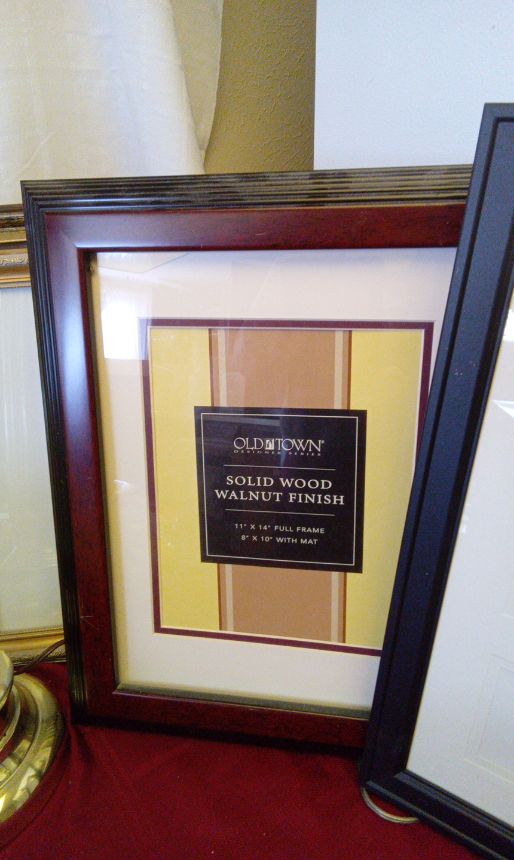 OLD TOWN®
DESIGNER SERIES
SOLID WOOD
WALNUT FINISH
11" X 14" FULL FRAME
8" X 10" WITH MAT